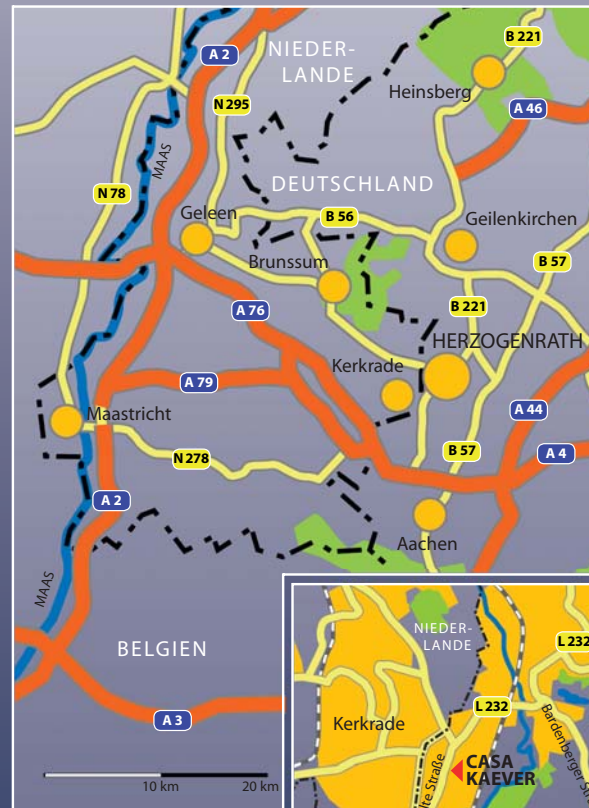 A 2
NIEDER-
LANDE
B 221
Heinsberg
A 46
N 295
MAAS
N 78
DEUTSCHLAND
Geleen
B 56
Geilenkirchen
Brunssum
B 57
B 221
A 76
HERZOGENRATH
Kerkrade
A 79
Maastricht
A 44
B 57
A 4
N 278
A 2
Aachen
MAAS
BELGIEN
A 3
10 km
20 km
NIEDER-
LANDE
L 232
L 232
Kerkrade
Bardenberger
CASA
KAEVER